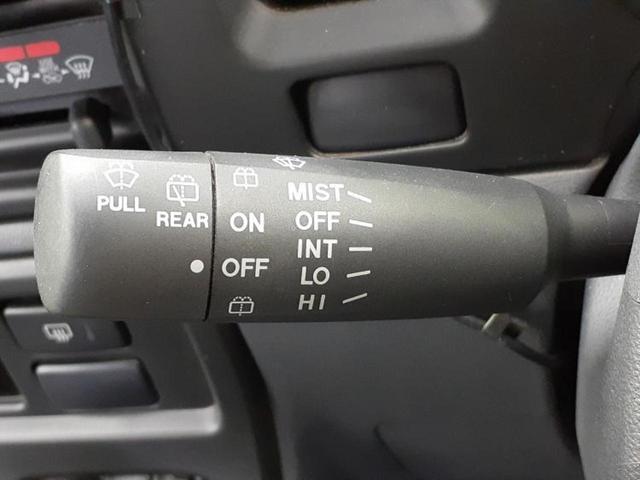 PULL
REAR
ON
OFF
MIST
OFF
INT
LO
HI